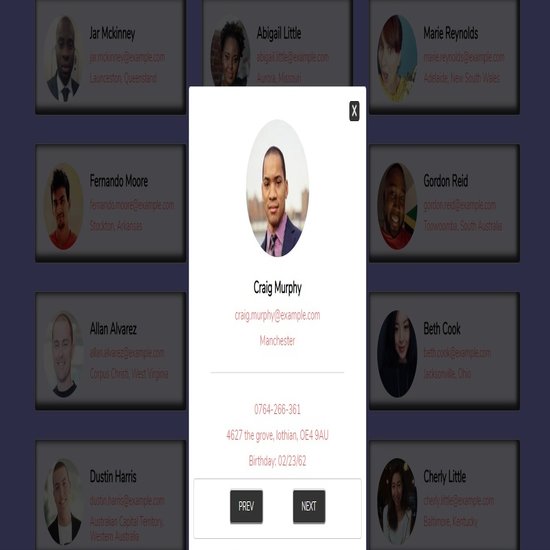 Jar Mckinney
jar.mckinney@example.com
Launceston, Queensland
Abigail Little
abigail.little@example.com
Aurora, Missouri
Marie Reynolds
marie.reynolds@example.com
Adelaide, New South Wales
X
Fernando Moore
fernando.moore@example.com
Stockton, Arkansas
Gordon Reid
gordon.reid@example.com
Toowoomba, South Australia
Craig Murphy
craig.murphy@example.com
Manchester
Allan Alvarez
allan.alvarez@example.com
Corpus Christi, West Virginia
Beth Cook
beth.cook@example.com
Jacksonville, Ohio
0764-266-361
4627 the grove, lothian, OE4 9AU
Birthday: 02/23/62
Dustin Harris
dustin.harris@example.com
Australian Capital Territory,
Western Australia
Cherly Little
cherly.little@example.com
Baltimore, Kentucky
PREV
NEXT